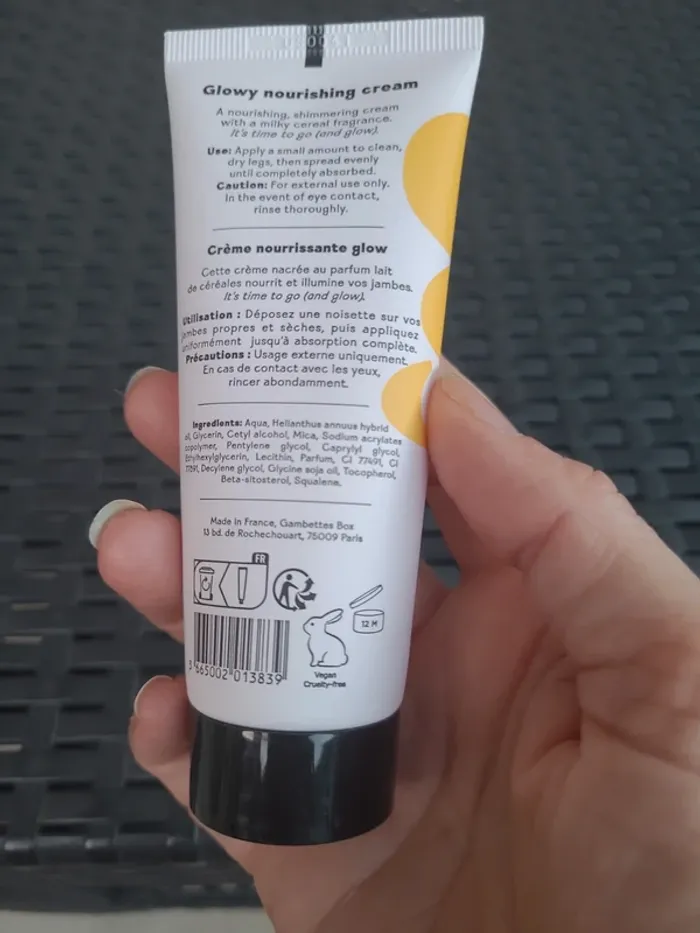 Glowy nourishing cream
A nourishing, shimmering cream
with a milky cereal fragrance.
It's time to go (and glow).
Use: Apply a small amount to clean,
dry legs, then spread evenly
until completely absorbed.
Caution: For external use only.
In the event of eye contact,
rinse thoroughly.
Crème nourrissante glow
Cette crème nacrée au parfum lait
de céréales nourrit et illumine vos jambes.
It's time to go (and glow).
Utilisation : Déposez une noisette sur vos
jambes propres et sèches, puis appliquez
uniformément jusqu'à absorption complète.
Précautions : Usage externe uniquement.
En cas de contact avec les yeux,
rincer abondamment.
Ingredients: Aqua, Helianthus annuus hybrid
oil, Glycerin, Cetyl alcohol, Mica, Sodium acrylates
copolymer, Pentylene glycol, Caprylyl glycol,
Ethylhexylglycerin, Lecithin, Parfum, CI 77491, CI
77891, Decylene glycol, Glycine soja oil, Tocopherol,
Beta-sitosterol, Squalene.
Made in France, Gambettes Box
13 bd. de Rochechouart, 75009 Paris
FR
12 M
3 665002 013839
Vegan
Cruelty-free